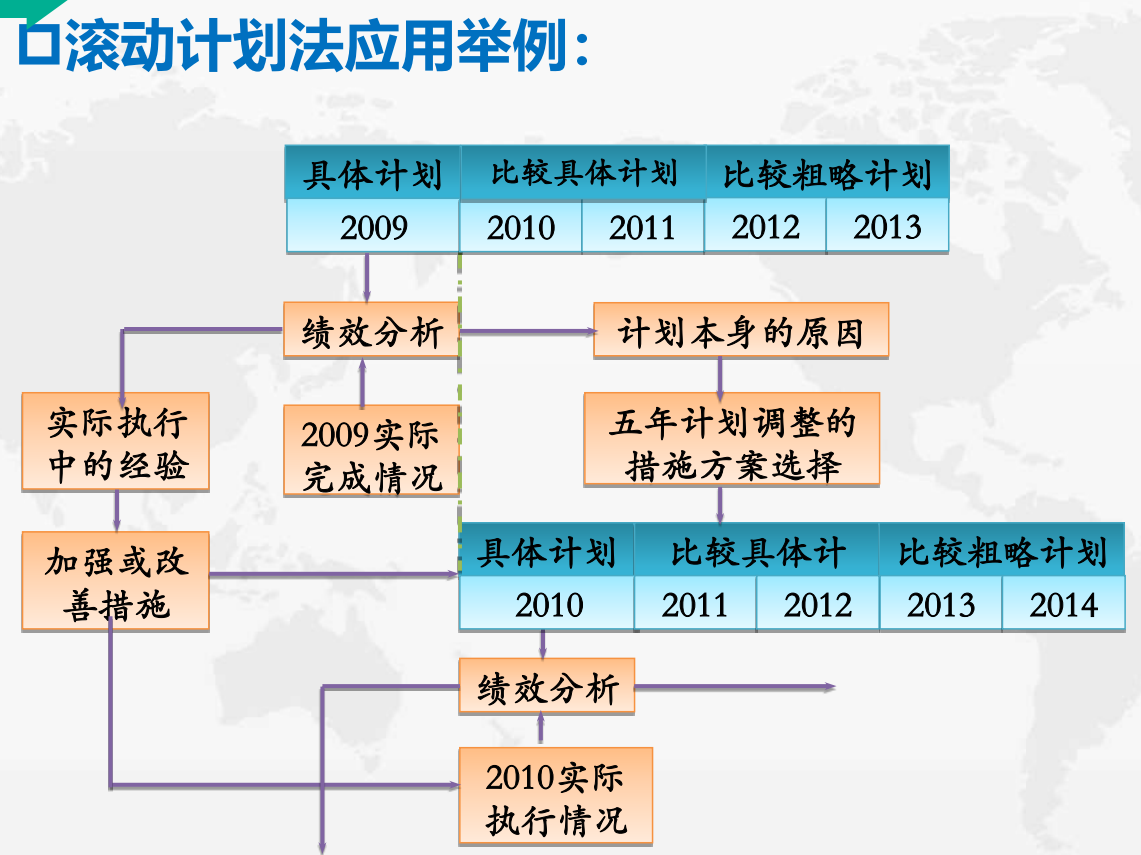 滚动计划法应用举例：
具体计划 比较具体计划 比较粗略计划
2009 2010 2011 2012 2013
绩效分析 计划本身的原因
实际执行
中的经验
2009实际
完成情况
五年计划调整的
措施方案选择
加强或改
善措施
具体计划 比较具体计 比较粗略计划
2010 2011 2012 2013 2014
绩效分析
2010实际
执行情况